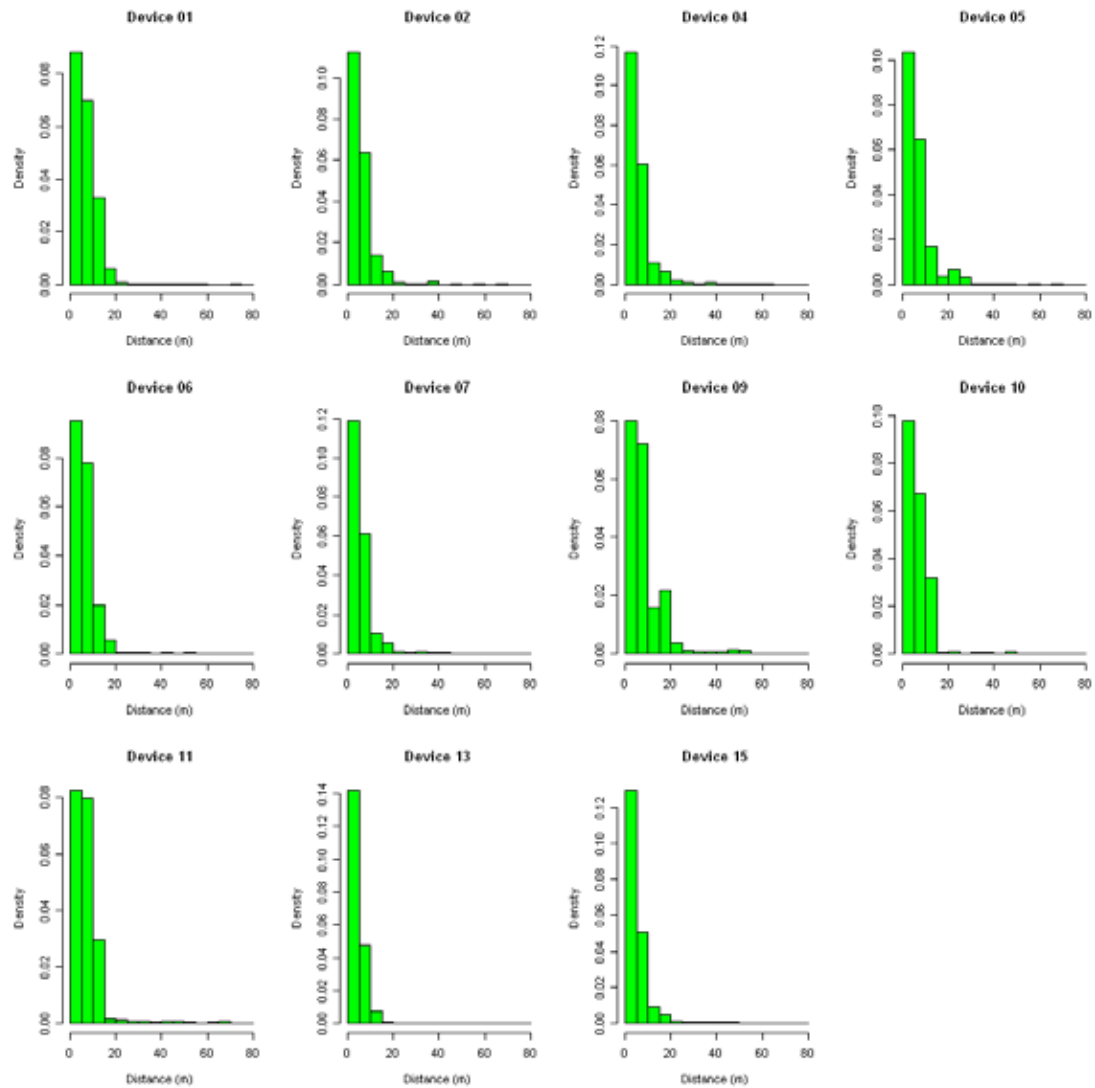 Device 01
Density
0.00 0.02 0.04 0.06 0.08
0 20 40 60 80
Distance (m)
Device 02
Density
0.00 0.02 0.04 0.06 0.08 0.10
0 20 40 60 80
Distance (m)
Device 04
Density
0.00 0.02 0.04 0.06 0.08 0.10 0.12
0 20 40 60 80
Distance (m)
Device 05
Density
0.00 0.02 0.04 0.06 0.08 0.10
0 20 40 60 80
Distance (m)
Device 06
Density
0.00 0.02 0.04 0.06 0.08
0 20 40 60 80
Distance (m)
Device 07
Density
0.00 0.02 0.04 0.06 0.08 0.10 0.12
0 20 40 60 80
Distance (m)
Device 09
Density
0.00 0.02 0.04 0.06 0.08
0 20 40 60 80
Distance (m)
Device 10
Density
0.00 0.02 0.04 0.06 0.08 0.10
0 20 40 60 80
Distance (m)
Device 11
Density
0.00 0.02 0.04 0.06 0.08
0 20 40 60 80
Distance (m)
Device 13
Density
0.00 0.02 0.04 0.06 0.08 0.10 0.12 0.14
0 20 40 60 80
Distance (m)
Device 15
Density
0.00 0.02 0.04 0.06 0.08 0.10 0.12
0 20 40 60 80
Distance (m)